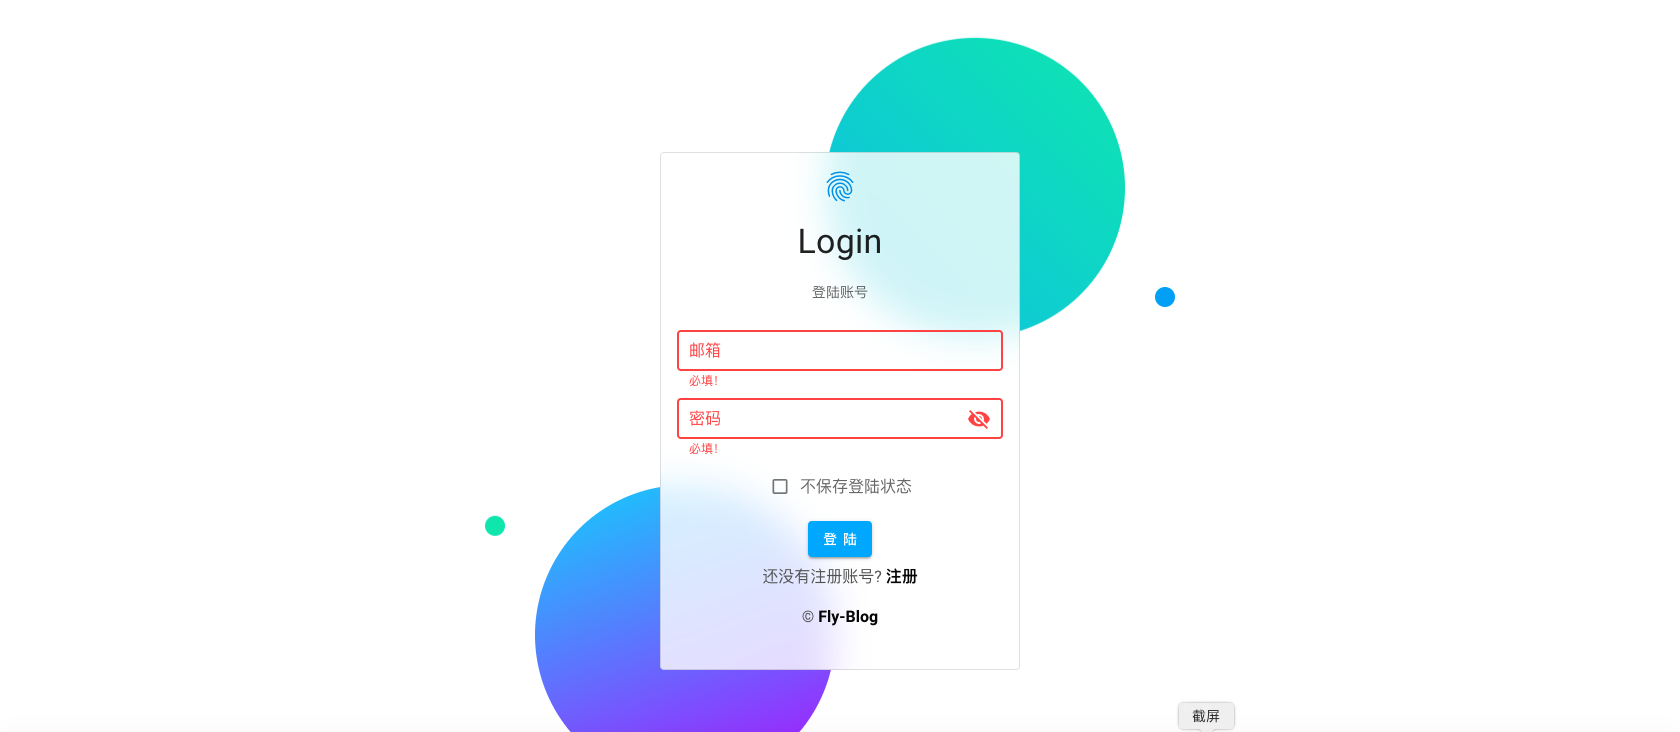 Login
登陆账号
邮箱
必填!
密码
必填!
不保存登陆状态
登 陆
还没有注册账号? 注册
© Fly-Blog
截屏